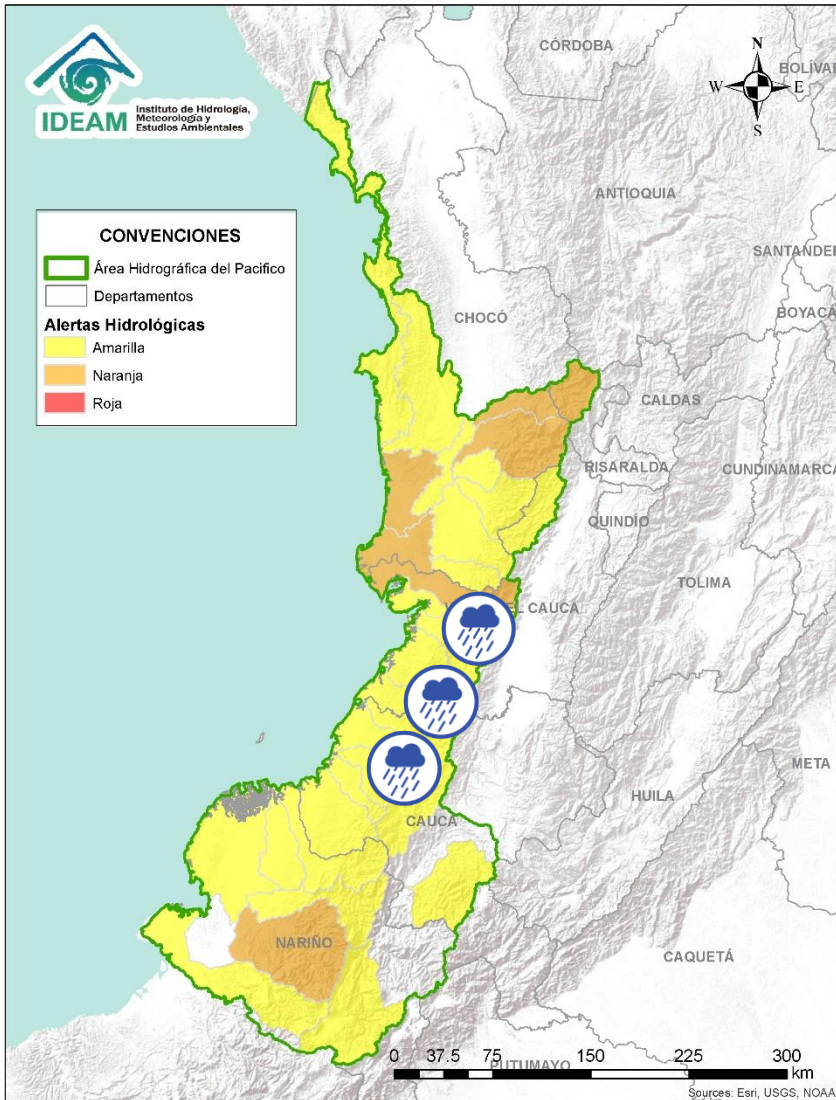 IDEAM
Instituto de Hidrología,
Meteorología y
Estudios Ambientales
N
W
E
S
CONVENCIONES
Área Hidrográfica del Pacifico
Departamentos
Alertas Hidrológicas
Amarilla
Naranja
Roja
CÓRDOBA
BOLÍVAR
ANTIOQUIA
SANTANDER
BOYACÁ
CHOCÓ
CALDAS
RISARALDA
CUNDINAMARCA
QUINDÍO
TOLIMA
EL CAUCA
META
HUILA
CAUCA
NARIÑO
CAQUETÁ
PUTUMAYO
0 37.5 75 150 225 300
km
Sources: Esri, USGS, NOAA